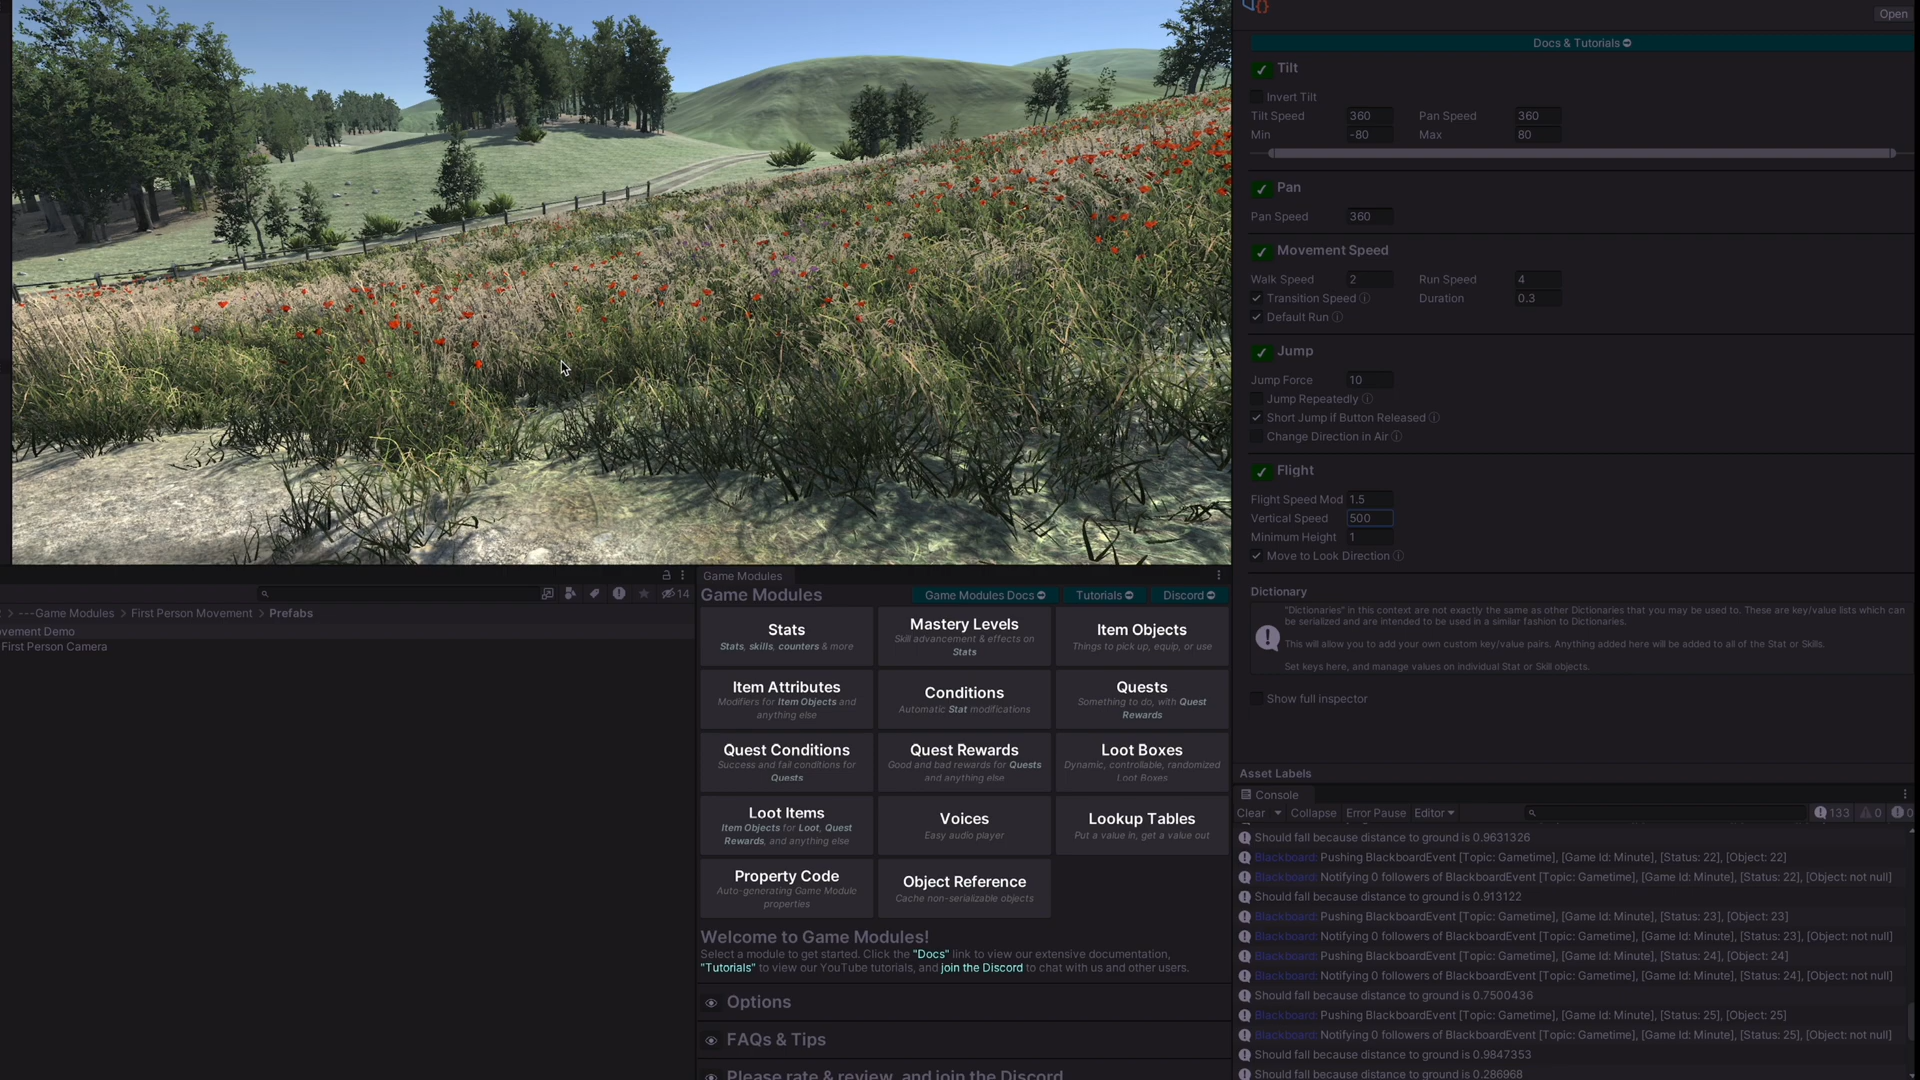 Open
Docs & Tutorials
Tilt
Invert Tilt
Tilt Speed 360 Pan Speed 360
Min -80 Max 80
Pan
Pan Speed 360
Movement Speed
Walk Speed 2 Run Speed 4
Transition Speed Duration 0.3
Default Run
Jump
Jump Force 10
Jump Repeatedly
Short Jump if Button Released
Change Direction in Air
Flight
Flight Speed Mod 1.5
Vertical Speed 500
Minimum Height 1
Move to Look Direction
Dictionary
"Dictionaries" in this context are not exactly the same as other Dictionaries that you may be used to. These are key/value lists which can
be serialized and are intended to be used in a similar fashion to Dictionaries.
This will allow you to add your own custom key/value pairs. Anything added here will be added to all of the Stat or Skills.
Set keys here, and manage values on individual Stat or Skill objects.
Show full inspector
Asset Labels
Console
Clear Collapse Error Pause Editor 133 0 0
Should fall because distance to ground is 0.9631326
Blackboard: Pushing BlackboardEvent [Topic: Gametime], [Game Id: Minute], [Status: 22], [Object: 22]
Blackboard: Notifying 0 followers of BlackboardEvent [Topic: Gametime], [Game Id: Minute], [Status: 22], [Object: not null]
Should fall because distance to ground is 0.913122
Blackboard: Pushing BlackboardEvent [Topic: Gametime], [Game Id: Minute], [Status: 23], [Object: 23]
Blackboard: Notifying 0 followers of BlackboardEvent [Topic: Gametime], [Game Id: Minute], [Status: 23], [Object: not null]
Blackboard: Pushing BlackboardEvent [Topic: Gametime], [Game Id: Minute], [Status: 24], [Object: 24]
Blackboard: Notifying 0 followers of BlackboardEvent [Topic: Gametime], [Game Id: Minute], [Status: 24], [Object: not null]
Should fall because distance to ground is 0.7500436
Blackboard: Pushing BlackboardEvent [Topic: Gametime], [Game Id: Minute], [Status: 25], [Object: 25]
Blackboard: Notifying 0 followers of BlackboardEvent [Topic: Gametime], [Game Id: Minute], [Status: 25], [Object: not null]
Should fall because distance to ground is 0.9847353
Should fall because distance to ground is 0.286968
14
---Game Modules > First Person Movement > Prefabs
vement Demo
First Person Camera
Game Modules
Game Modules
Game Modules Docs Tutorials Discord
Stats
Stats, skills, counters & more
Mastery Levels
Skill advancement & effects on
Stats
Item Objects
Things to pick up, equip, or use
Item Attributes
Modifiers for Item Objects and
anything else
Conditions
Automatic Stat modifications
Quests
Something to do, with Quest
Rewards
Quest Conditions
Success and fail conditions for
Quests
Quest Rewards
Good and bad rewards for Quests
and anything else
Loot Boxes
Dynamic, controllable, randomized
Loot Boxes
Loot Items
Item Objects for Loot, Quest
Rewards, and anything else
Voices
Easy audio player
Lookup Tables
Put a value in, get a value out
Property Code
Auto-generating Game Module
properties
Object Reference
Cache non-serializable objects
Welcome to Game Modules!
Select a module to get started. Click the "Docs" link to view our extensive documentation,
"Tutorials" to view our YouTube tutorials, and join the Discord to chat with us and other users.
Options
FAQs & Tips
Please rate & review, and join the Discord